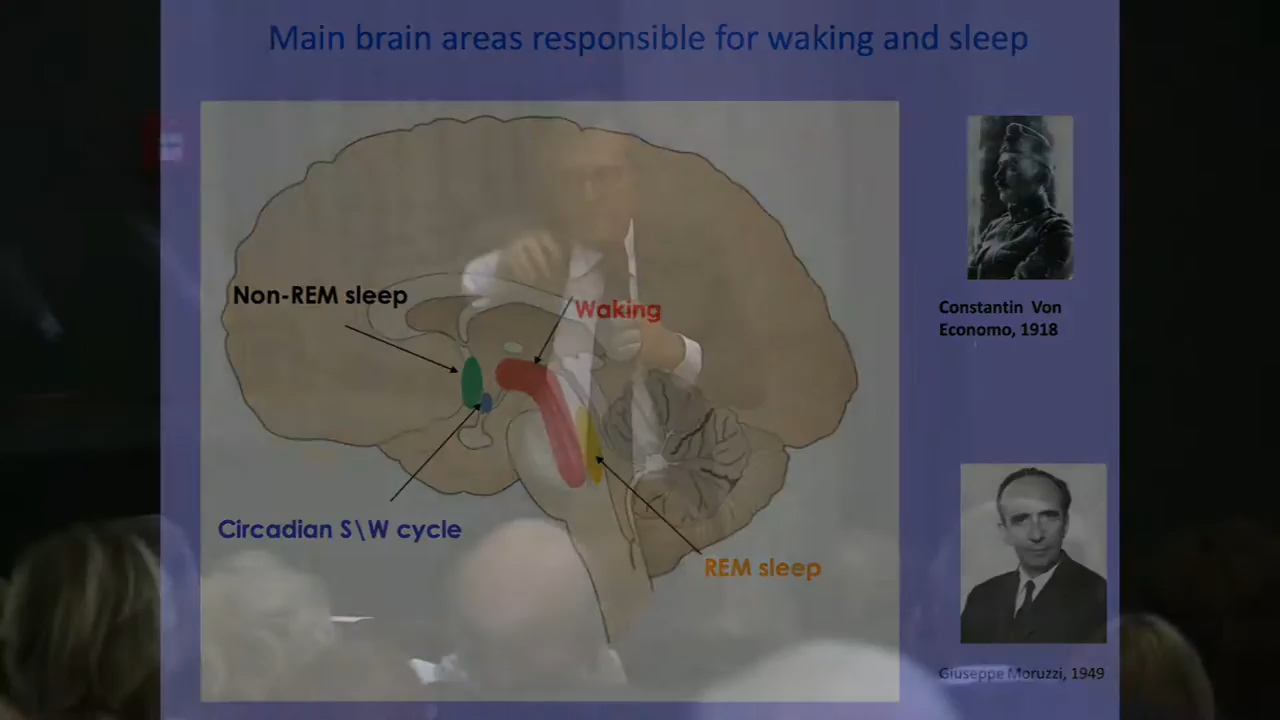 Main brain areas responsible for waking and sleep
Non-REM sleep
Waking
Constantin Von
Economo, 1918
Circadian S\W cycle
REM sleep
Giuseppe Moruzzi, 1949